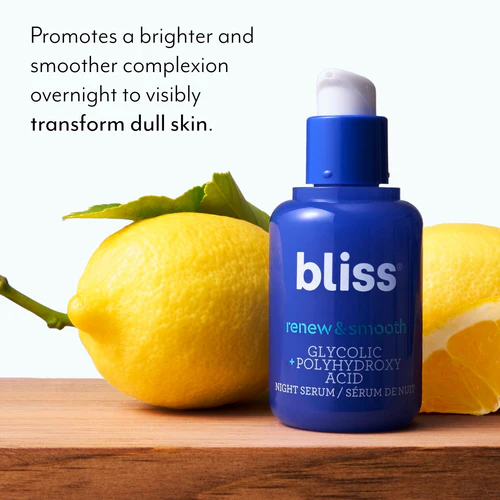 Promotes a brighter and
smoother complexion
overnight to visibly
transform dull skin.
bliss®
renew & smooth
GLYCOLIC
+POLYHYDROXY
ACID
NIGHT SERUM / SÉRUM DE NUIT